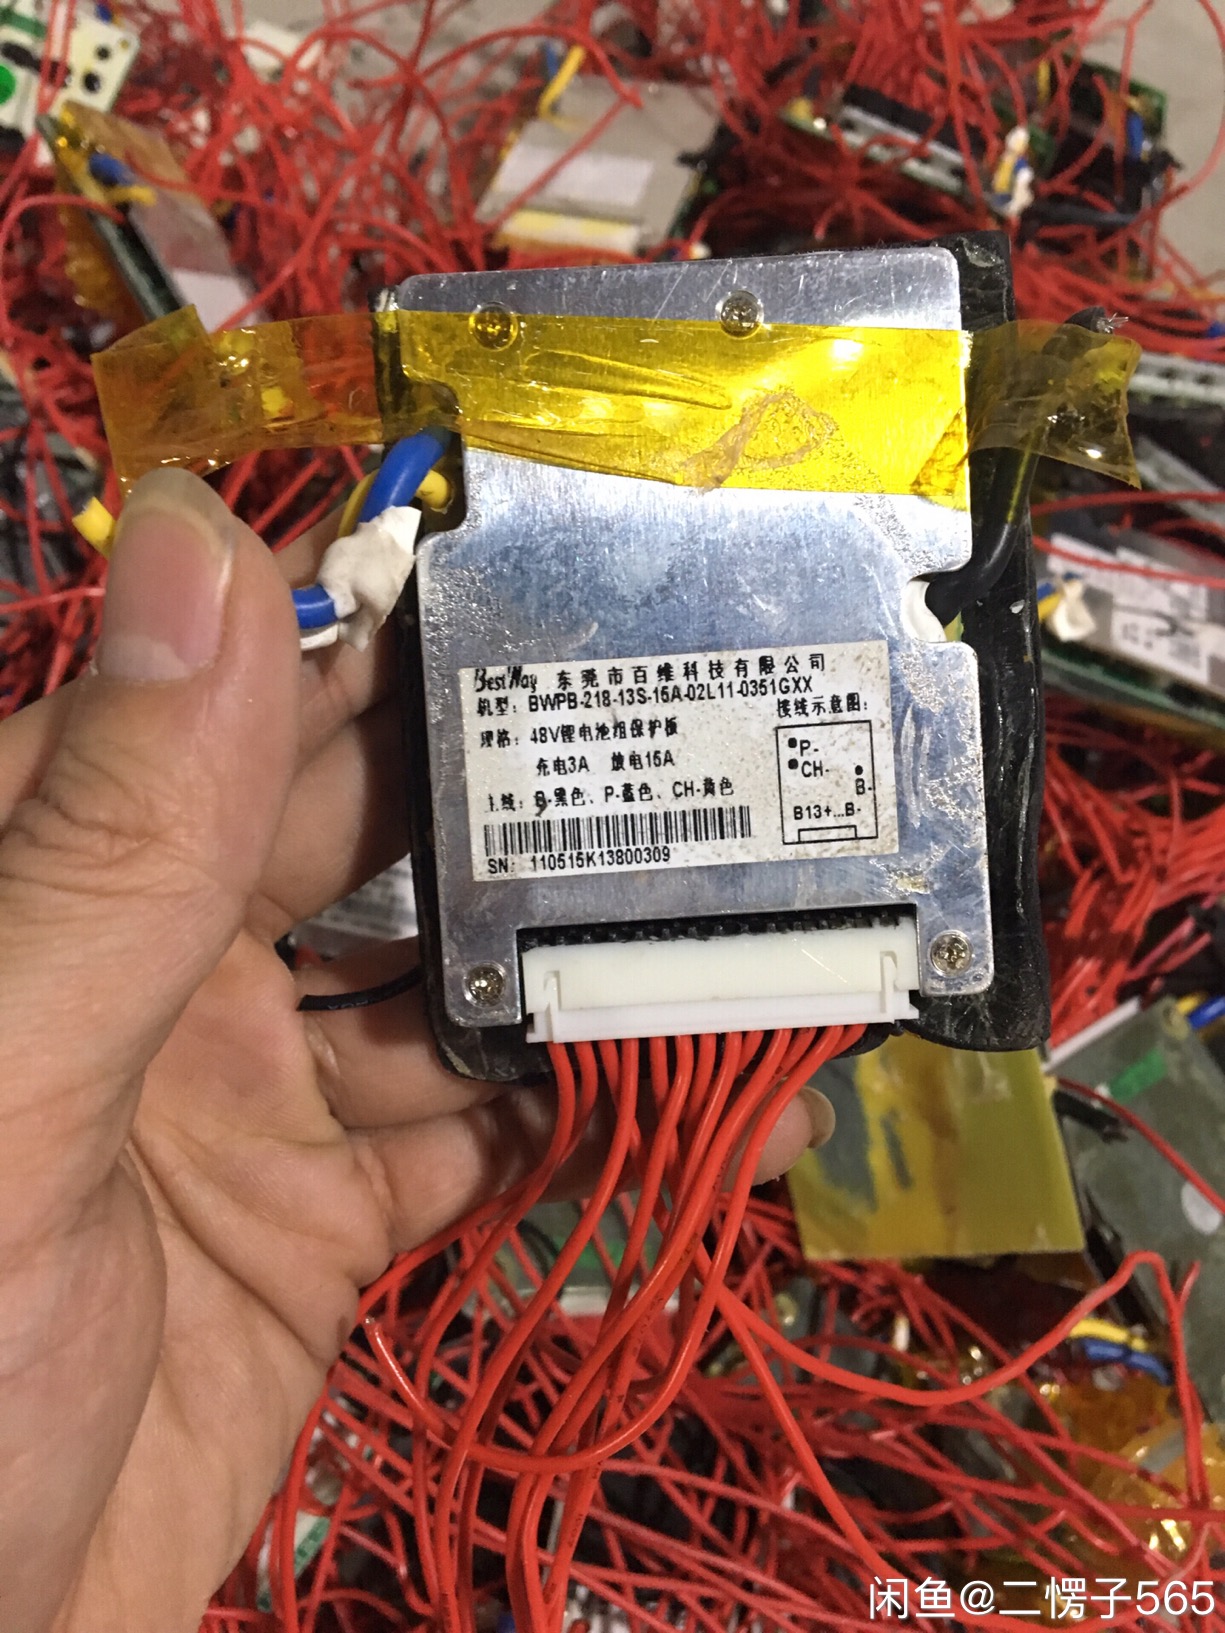 BestWay 东莞市百维科技有限公司
机型：BWPB-218-13S-15A-02L11-0351GXX
规格：48V锂电池组保护板
充电3A 放电15A
主线：B-黑色、P-蓝色、CH-黄色
SN：110515K13800309
接线示意图：
P-
CH-
B-
B13+...B-
闲鱼@二愣子565